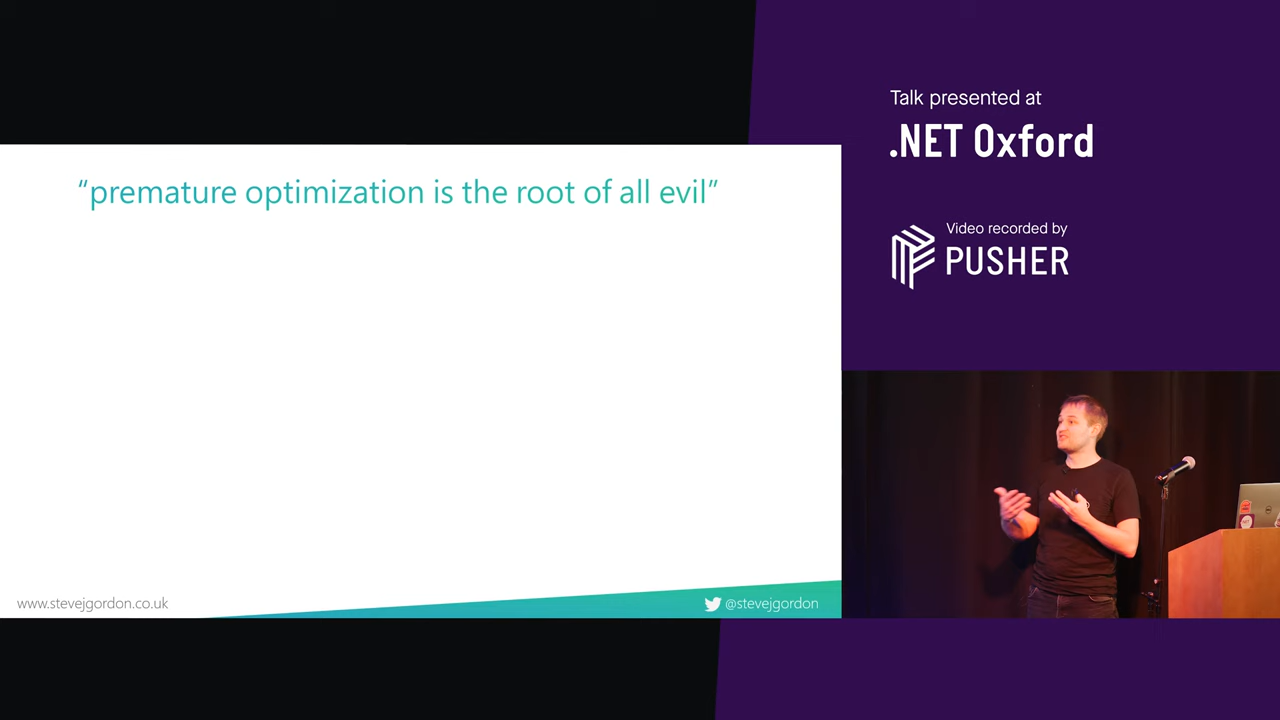 “premature optimization is the root of all evil”
www.stevejgordon.co.uk
@stevejgordon
Talk presented at
.NET Oxford
Video recorded by
PUSHER